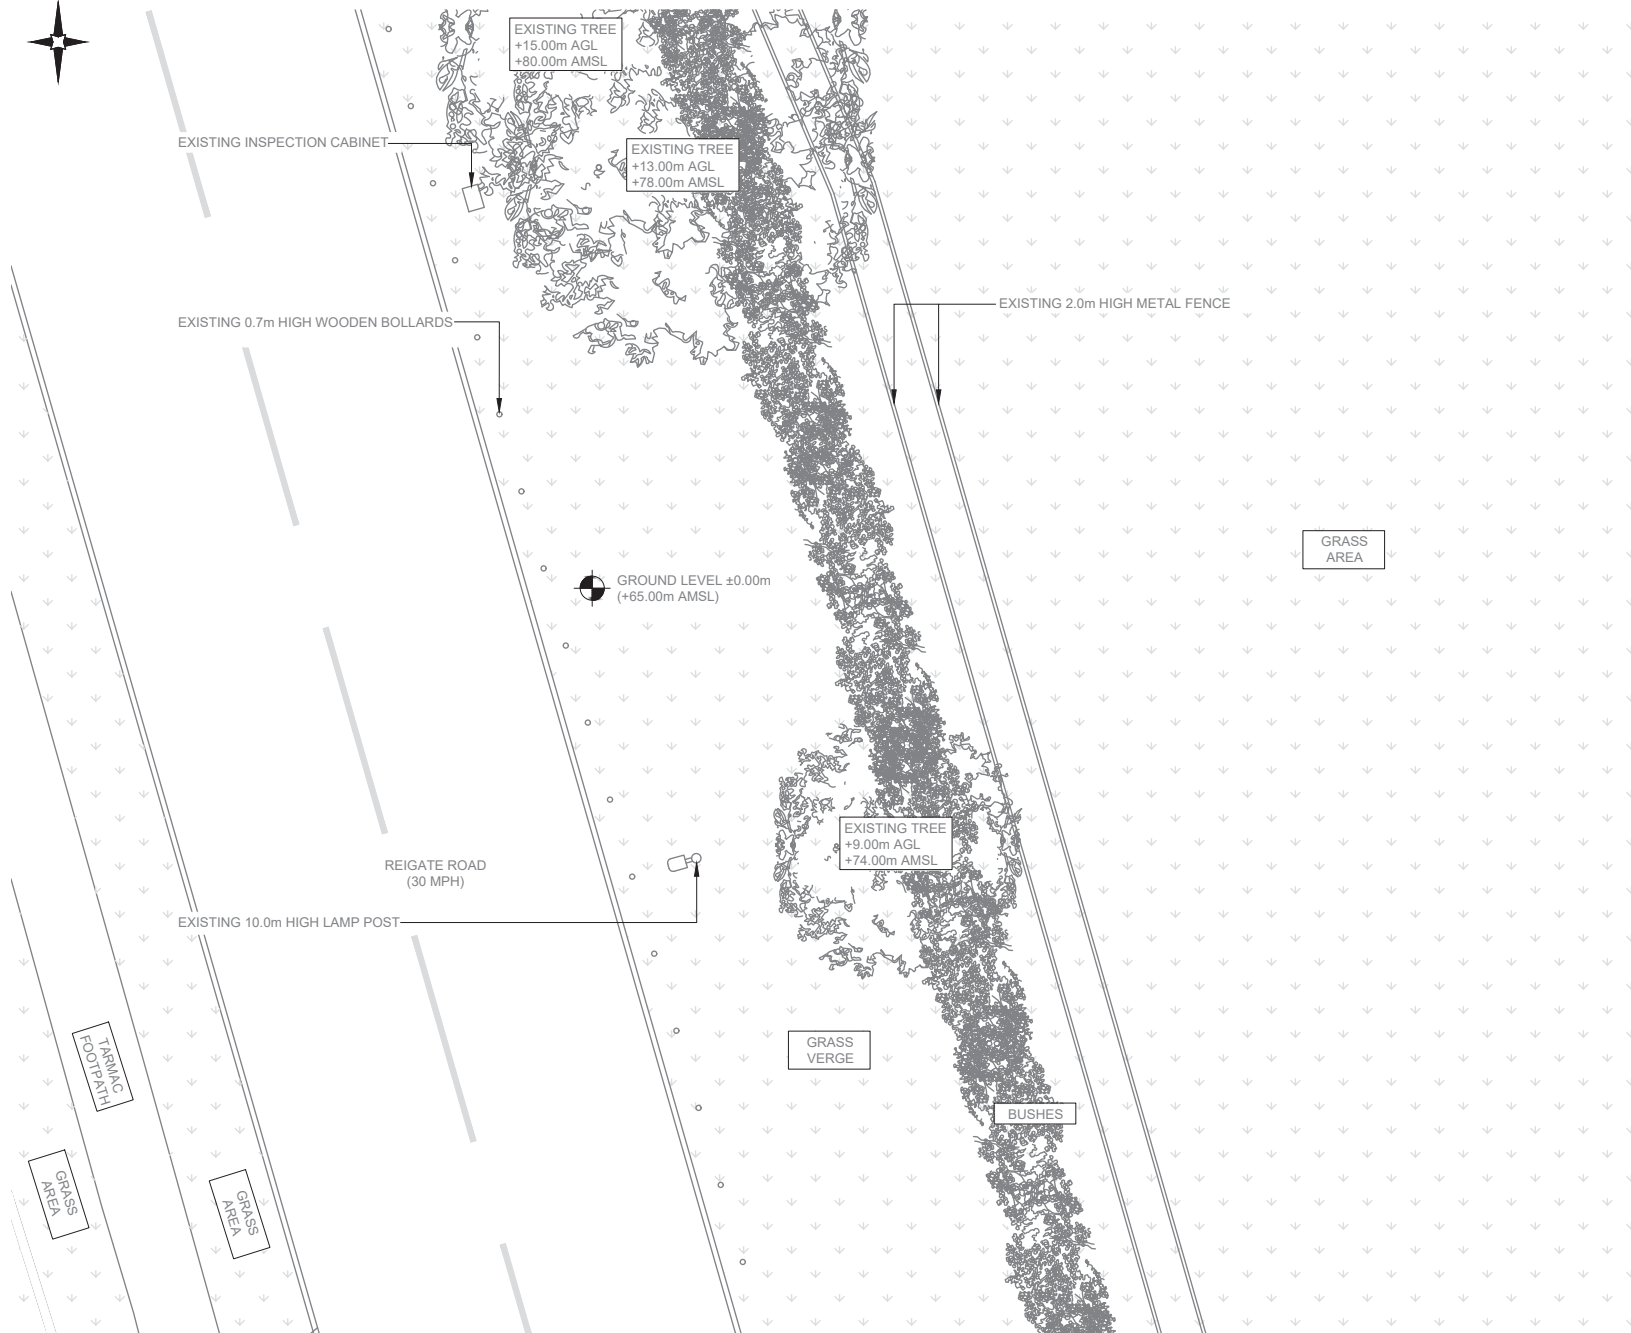 EXISTING TREE
+15.00m AGL
+80.00m AMSL
EXISTING INSPECTION CABINET
EXISTING TREE
+13.00m AGL
+78.00m AMSL
EXISTING 2.0m HIGH METAL FENCE
EXISTING 0.7m HIGH WOODEN BOLLARDS
GRASS
AREA
GROUND LEVEL ±0.00m
(+65.00m AMSL)
EXISTING TREE
+9.00m AGL
+74.00m AMSL
REIGATE ROAD
(30 MPH)
EXISTING 10.0m HIGH LAMP POST
GRASS
VERGE
TARMAC
FOOTPATH
BUSHES
GRASS
AREA
GRASS
AREA